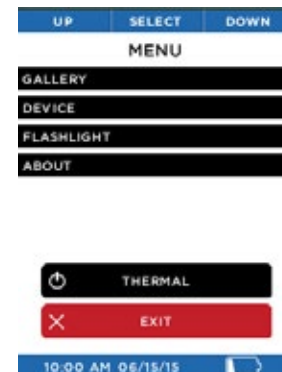 UP SELECT DOWN
MENU
GALLERY
DEVICE
FLASHLIGHT
ABOUT
THERMAL
EXIT
10:00 AM 06/15/15